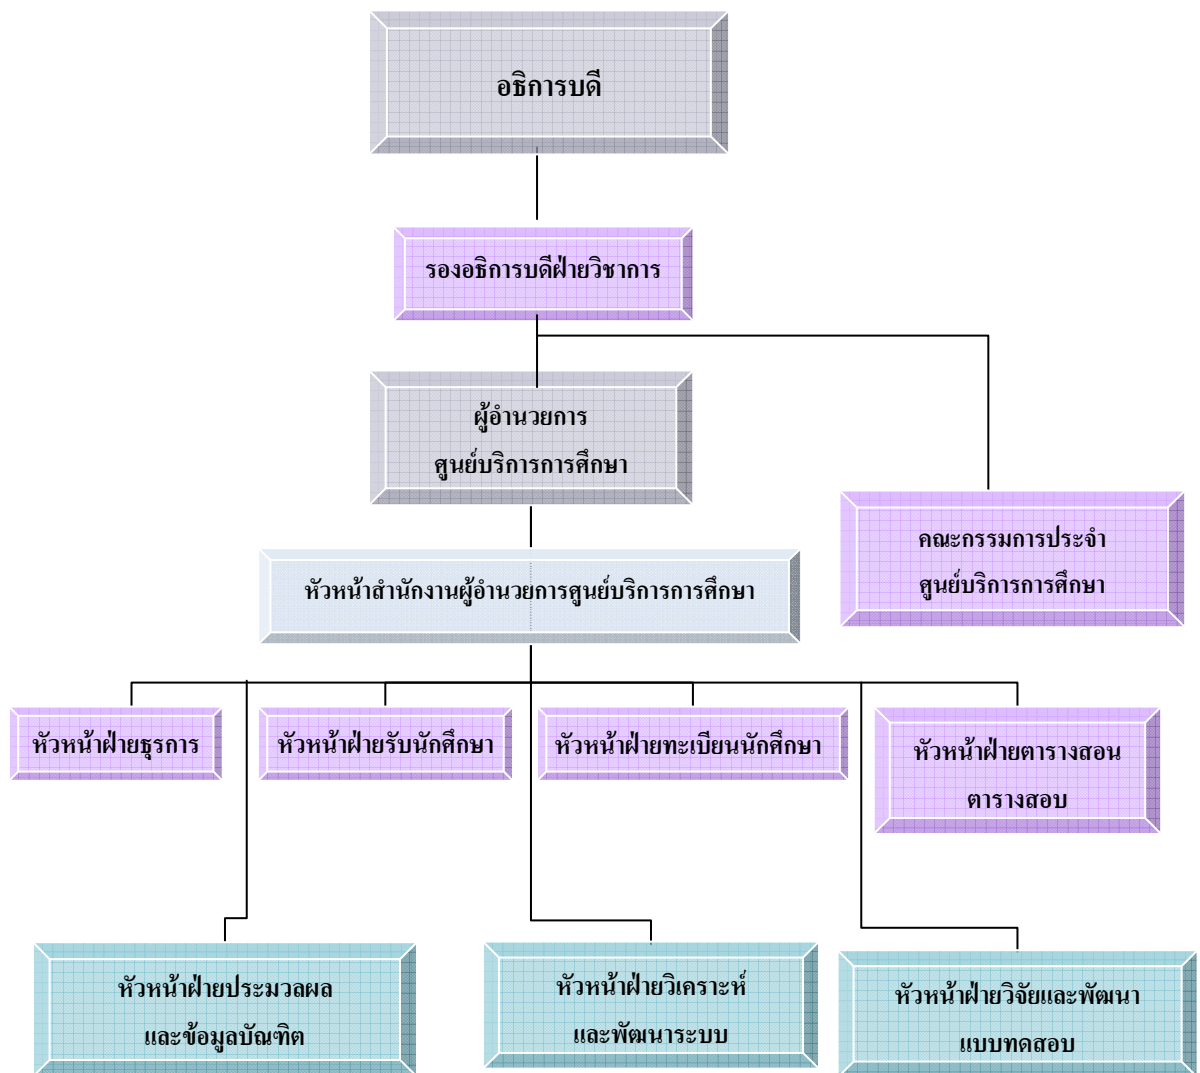 อธิการบดี
รองอธิการบดีฝ่ายวิชาการ
ผู้อำนวยการ
ศูนย์บริการการศึกษา
คณะกรรมการประจำ
ศูนย์บริการการศึกษา
หัวหน้าสำนักงานผู้อำนวยการศูนย์บริการการศึกษา
หัวหน้าฝ่ายธุรการ
หัวหน้าฝ่ายรับนักศึกษา
หัวหน้าฝ่ายทะเบียนนักศึกษา
หัวหน้าฝ่ายตารางสอน
ตารางสอบ
หัวหน้าฝ่ายประมวลผล
และข้อมูลบัณฑิต
หัวหน้าฝ่ายวิเคราะห์
และพัฒนาระบบ
หัวหน้าฝ่ายวิจัยและพัฒนา
แบบทดสอบ